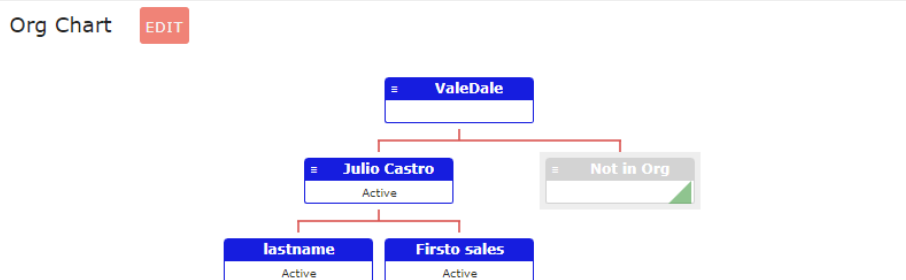 Org Chart EDIT
ValeDale
Julio Castro
Active
Not in Org
lastname
Active
Firsto sales
Active